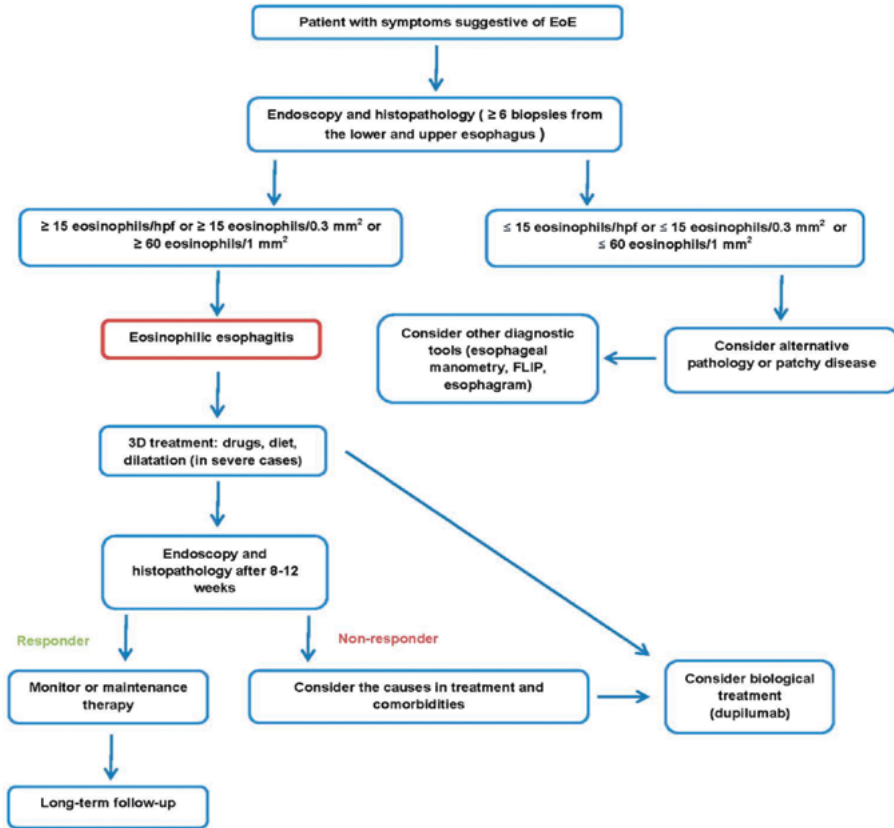 Patient with symptoms suggestive of EoE
Endoscopy and histopathology ( ≥ 6 biopsies from
the lower and upper esophagus )
≥ 15 eosinophils/hpf or ≥ 15 eosinophils/0.3 mm² or
≥ 60 eosinophils/1 mm²
≤ 15 eosinophils/hpf or ≤ 15 eosinophils/0.3 mm² or
≤ 60 eosinophils/1 mm²
Eosinophilic esophagitis
Consider other diagnostic
tools (esophageal
manometry, FLIP,
esophagram)
Consider alternative
pathology or patchy disease
3D treatment: drugs, diet,
dilatation (in severe cases)
Endoscopy and
histopathology after 8-12
weeks
Responder
Non-responder
Monitor or maintenance
therapy
Consider the causes in treatment and
comorbidities
Consider biological
treatment
(dupilumab)
Long-term follow-up